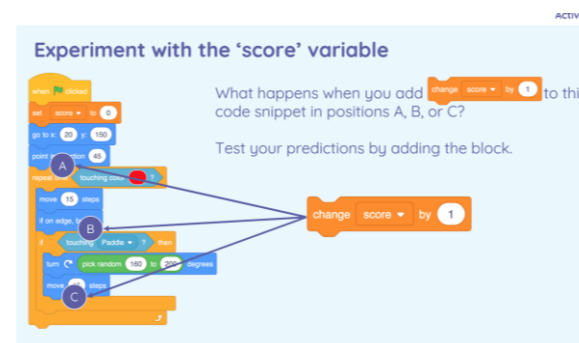 ACTIV
Experiment with the ‘score’ variable
What happens when you add change score by 1 to thi
code snippet in positions A, B, or C?
Test your predictions by adding the block.
when clicked
set score to 0
go to x: 20 y: 150
point in direction 45
A
repeat until touching color ?
move 15 steps
if on edge,
B
if touching Paddle ? then
turn pick random 160 to 200 degrees
move steps
C
change score by 1